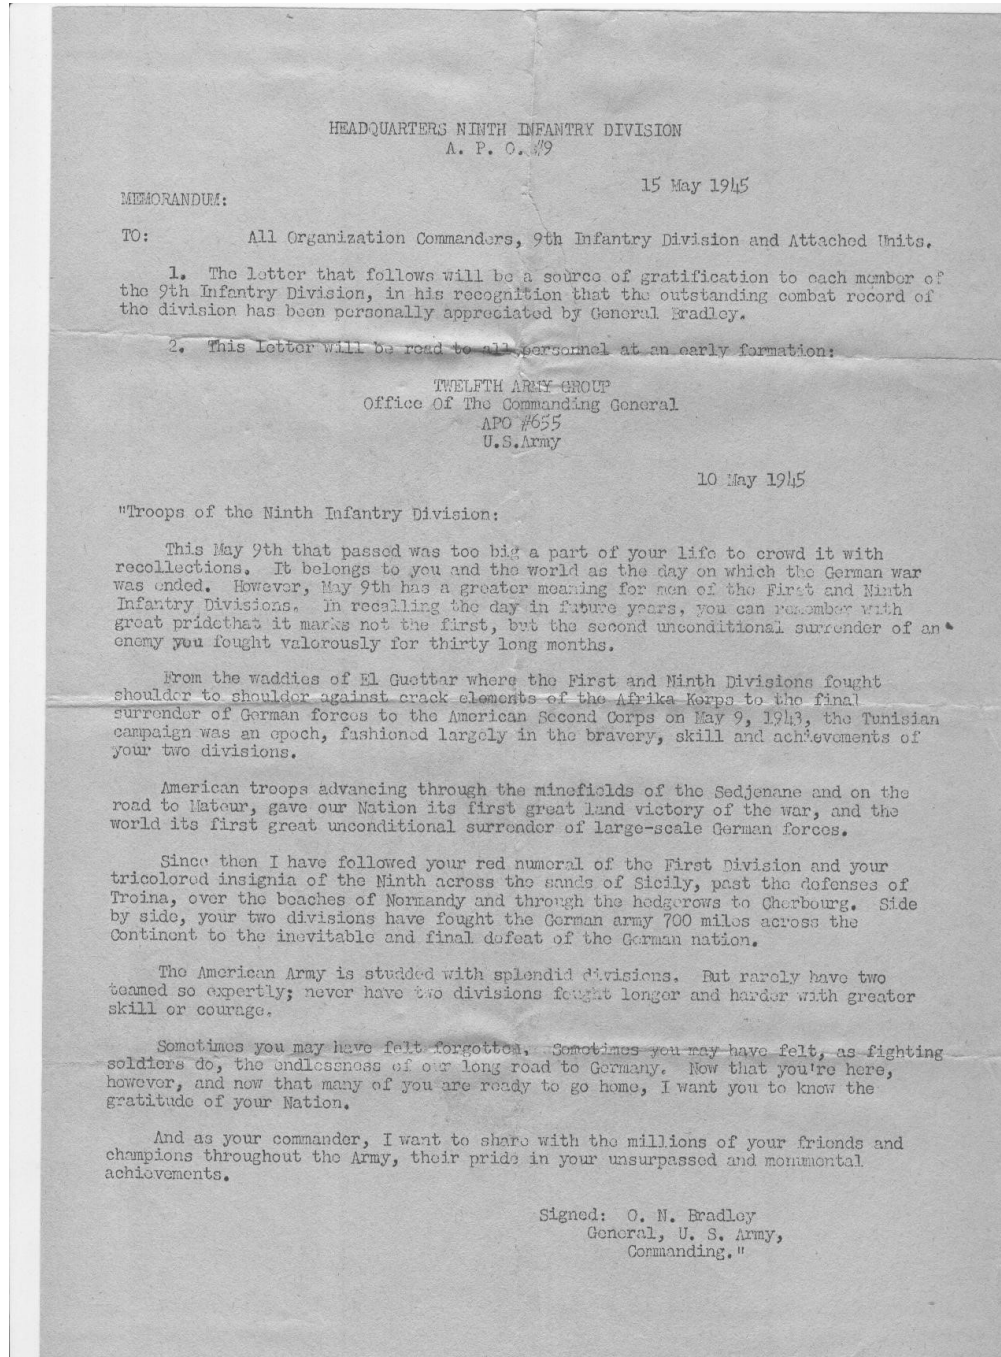 HEADQUARTERS NINTH INFANTRY DIVISION
A. P. O. #9
15 May 1945
MEMORANDUM:
TO: All Organization Commanders, 9th Infantry Division and Attached Units.
1. The letter that follows will be a source of gratification to each member of
the 9th Infantry Division, in his recognition that the outstanding combat record of
the division has been personally appreciated by General Bradley.
2. This letter will be read to all personnel at an early formation:
TWELFTH ARMY GROUP
Office Of The Commanding General
APO #655
U.S.Army
10 May 1945
"Troops of the Ninth Infantry Division:
This May 9th that passed was too big a part of your life to crowd it with
recollections. It belongs to you and the world as the day on which the German war
was ended. However, May 9th has a greater meaning for men of the First and Ninth
Infantry Divisions. In recalling the day in future years, you can remember with
great pridethat it marks not the first, but the second unconditional surrender of an
enemy you fought valorously for thirty long months.
From the waddies of El Guettar where the First and Ninth Divisions fought
shoulder to shoulder against crack elements of the Afrika Korps to the final
surrender of German forces to the American Second Corps on May 9, 1943, the Tunisian
campaign was an epoch, fashioned largely in the bravery, skill and achievements of
your two divisions.
American troops advancing through the minefields of the Sedjenane and on the
road to Mateur, gave our Nation its first great land victory of the war, and the
world its first great unconditional surrender of large-scale German forces.
Since then I have followed your red numeral of the First Division and your
tricolored insignia of the Ninth across the sands of Sicily, past the defenses of
Troina, over the beaches of Normandy and through the hedgerows to Cherbourg. Side
by side, your two divisions have fought the German army 700 miles across the
Continent to the inevitable and final defeat of the German nation.
The American Army is studded with splendid divisions. But rarely have two
teamed so expertly; never have two divisions fought longer and harder with greater
skill or courage.
Sometimes you may have felt forgotten. Sometimes you may have felt, as fighting
soldiers do, the endlessness of our long road to Germany. Now that you're here,
however, and now that many of you are ready to go home, I want you to know the
gratitude of your Nation.
And as your commander, I want to share with the millions of your friends and
champions throughout the Army, their pride in your unsurpassed and monumental
achievements.
Signed: O. N. Bradley
General, U. S. Army,
Commanding."